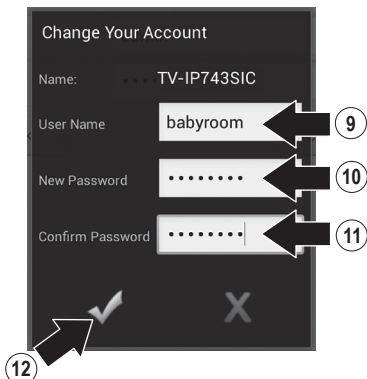 Change Your Account
Name: TV-IP743SIC
User Name babyroom 9
New Password •••••••• 10
Confirm Password •••••••• 11
X
12